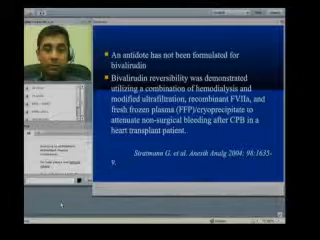 An antidote has not been formulated for
bivalirudin
Bivalirudin reversibility was demonstrated
utilizing a combination of hemodialysis and
modified ultrafiltration, recombinant FVIIa, and
fresh frozen plasma (FFP)/cryoprecipitate to
attenuate non-surgical bleeding after CPB in a
heart transplant patient.
Stratmann G. et al. Anesth Analg 2004; 98:1635-
9.